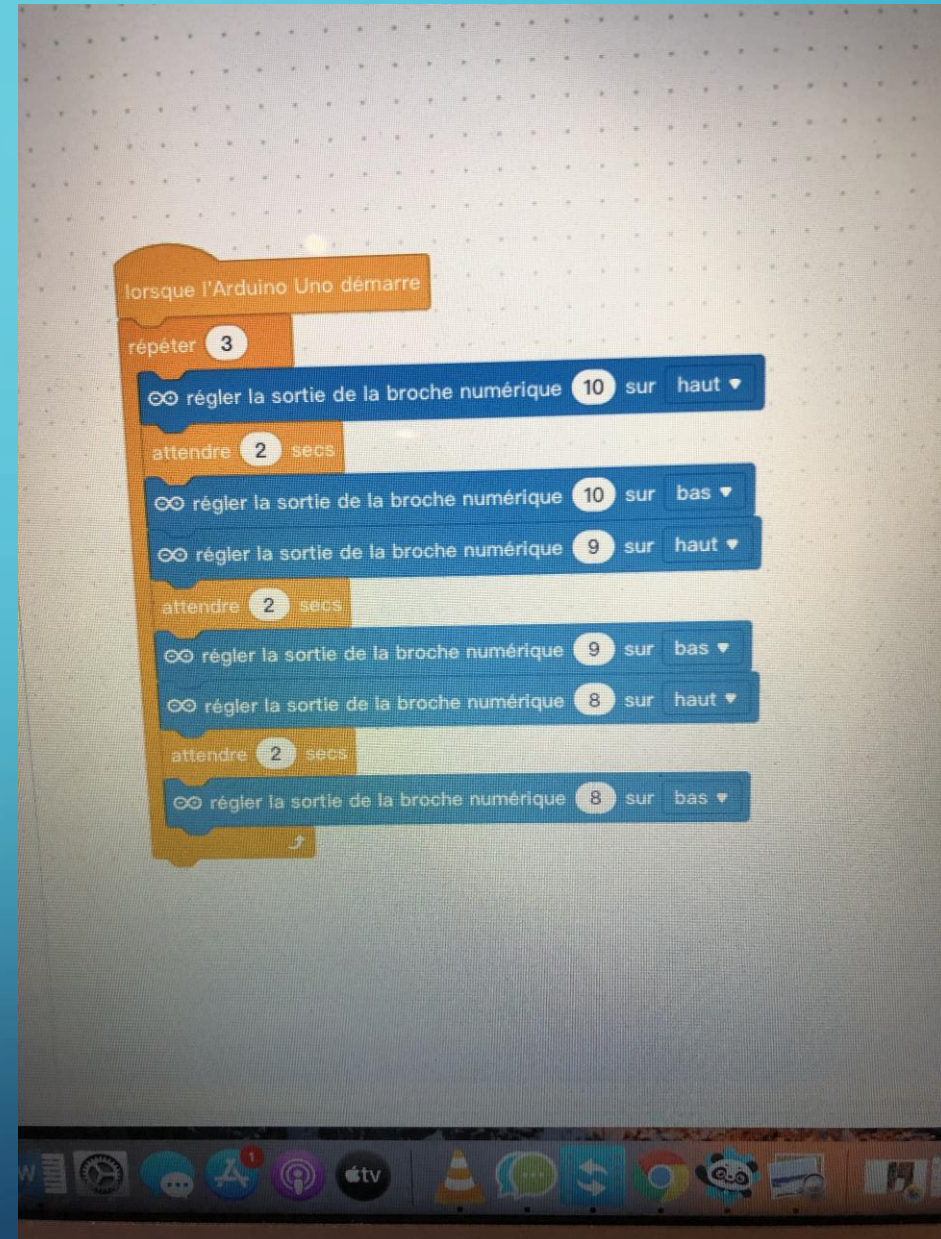 lorsque l'Arduino Uno démarre
répéter 3
régler la sortie de la broche numérique 10 sur haut
attendre 2 secs
régler la sortie de la broche numérique 10 sur bas
régler la sortie de la broche numérique 9 sur haut
attendre 2 secs
régler la sortie de la broche numérique 9 sur bas
régler la sortie de la broche numérique 8 sur haut
attendre 2 secs
régler la sortie de la broche numérique 8 sur bas
W
1
tv